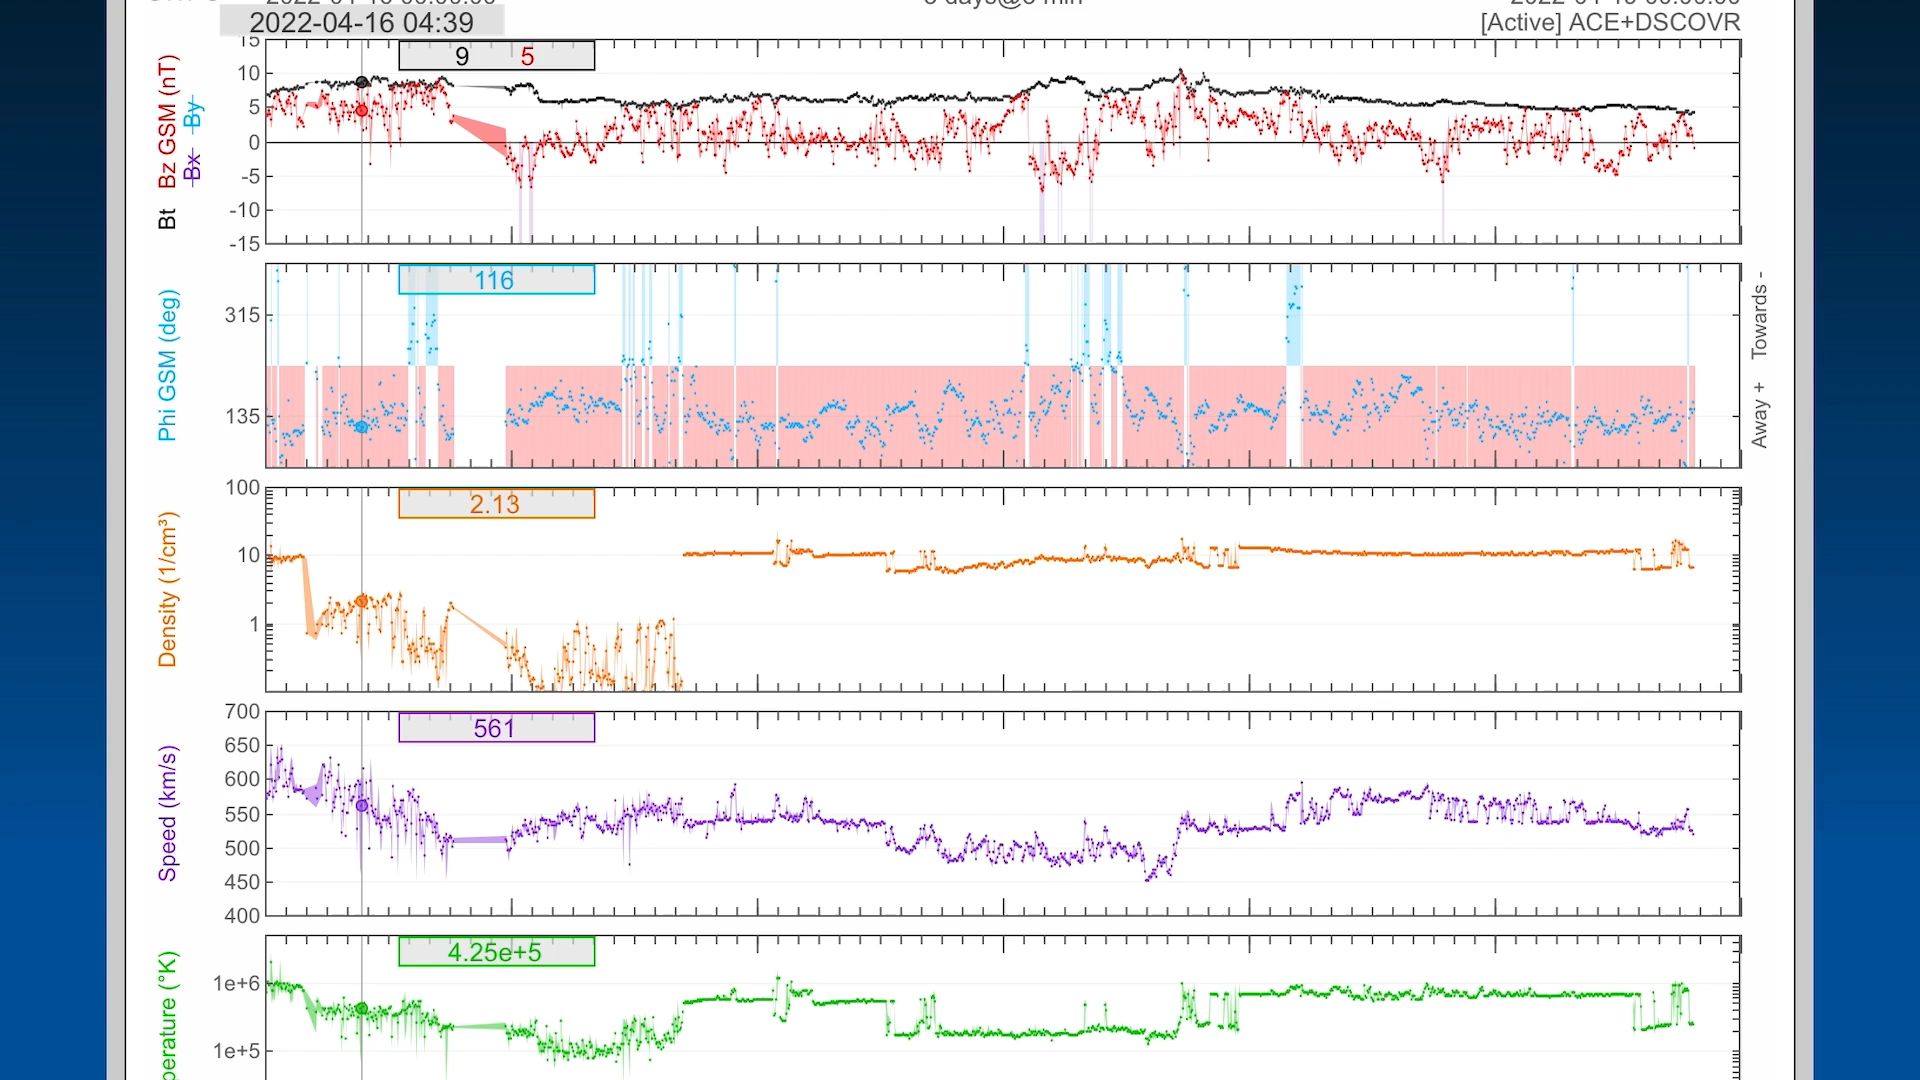 2022-04-16 04:39
[Active] ACE+DSCOVR
9 5
15
10
5
0
-5
-10
-15
Bt Bz GSM (nT)
Bx By
116
315
135
Phi GSM (deg)
Away + Towards -
2.13
100
10
1
Density (1/cm³)
561
700
650
600
550
500
450
400
Speed (km/s)
4.25e+5
1e+6
1e+5
perature (°K)